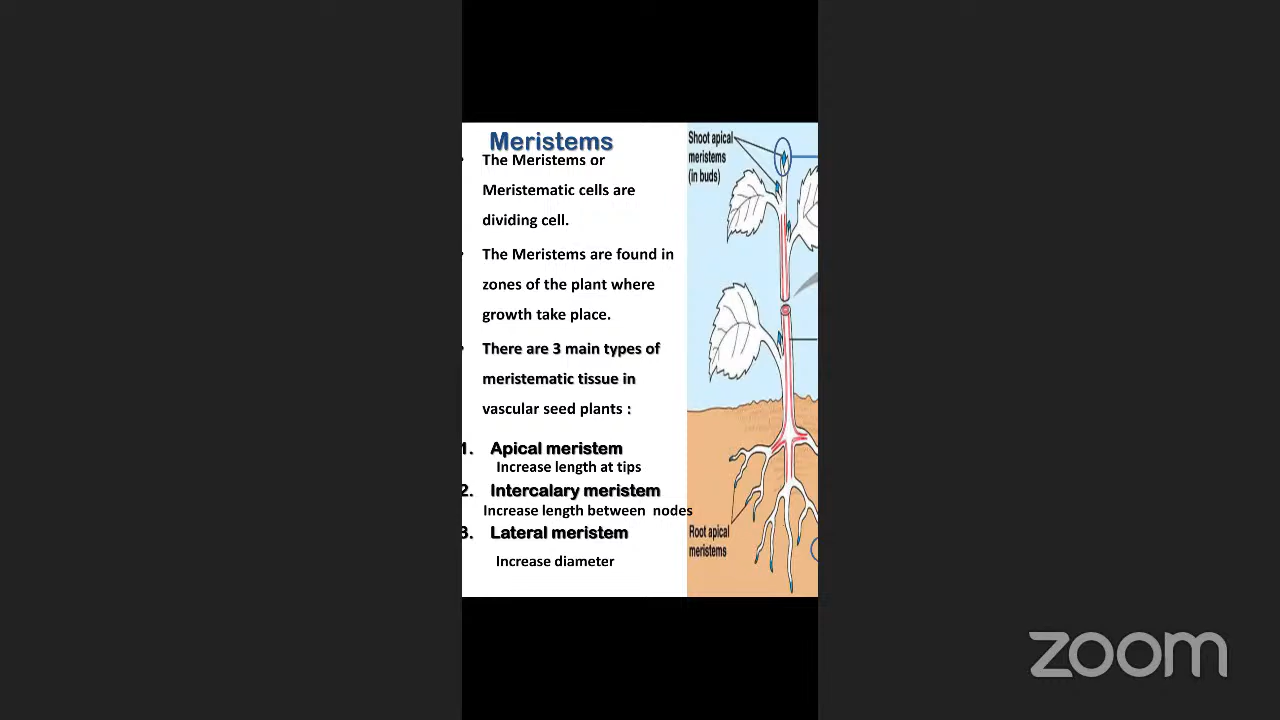 Meristems
The Meristems or
Meristematic cells are
dividing cell.
The Meristems are found in
zones of the plant where
growth take place.
There are 3 main types of
meristematic tissue in
vascular seed plants :
1. Apical meristem
Increase length at tips
2. Intercalary meristem
Increase length between nodes
3. Lateral meristem
Increase diameter
Shoot apical
meristems
(in buds)
Root apical
meristems
zoom